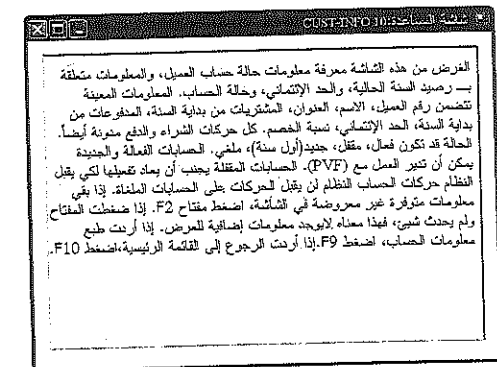 شاشة المساعدة:CUST-INFO 10
الغرض من هذه الشاشة معرفة معلومات حالة حساب العميل، والمعلومات متعلقة
بـــ رصيد السنة الحالية، والحد الإئتماني، وحالة الحساب. المعلومات المعينة
تتضمن رقم العميل، الاسم، العنوان، المشتريات من بداية السنة، المدفوعات من
بداية السنة، الحد الإئتماني، نسبة الخصم. كل حركات الشراء والدفع مدونة أيضاً.
الحالة قد تكون فعال، مقفل، جديد(أول سنة)، ملغي. الحسابات الفعالة والجديدة
يمكن أن تدير العمل مع (PVF). الحسابات المقفلة يجنب أن يعاد تفعيلها لكي يقبل
النظام حركات الحساب النظام لن يقبل الحركات على الحسابات الملغاة. إذا بقي
معلومات متوفرة غير معروضة في الشاشة، اضغط مفتاح F2. إذا ضغطت المفتاح
ولم يحدث شيئ، فهذا معناه لايوجد معلومات إضافية للعرض. إذا أردت طبع
معلومات الحساب، اضغط F9.إذا أردت الرجوع إلى القائمة الرئيسية،اضغط F10.